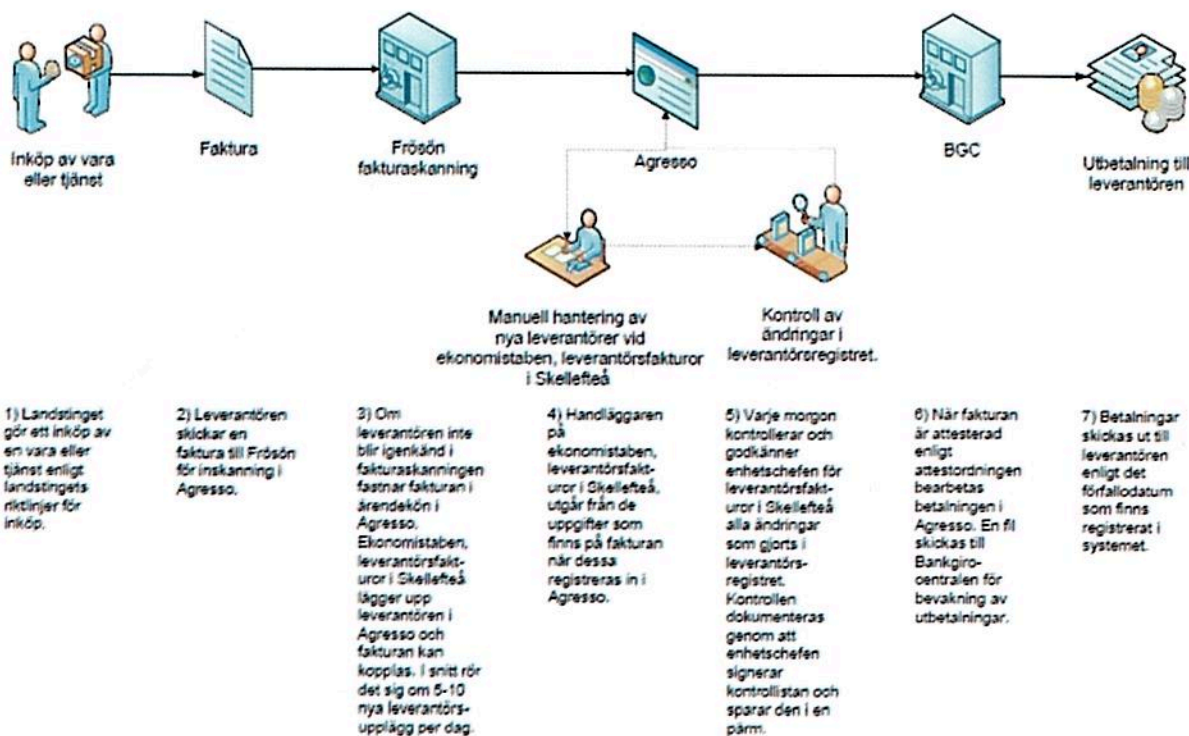 Inköp av vara
eller tjänst
Faktura
Frösön
fakturaskanning
Agresso
BGC
Utbetalning till
leverantören
Manuell hantering av
nya leverantörer vid
ekonomistaben, leverantörsfakturor
i Skellefteå
Kontroll av
ändringar i
leverantörsregistret.
1) Landstinget
gör ett inköp av
en vara eller
tjänst enligt
landstingets
riktlinjer för
inköp.
2) Leverantören
skickar en
faktura till Frösön
för inskanning i
Agresso.
3) Om
leverantören inte
blir igenkänd i
fakturaskanningen
fastnar fakturan i
ärendekön i
Agresso.
Ekonomistaben,
leverantörsfakt-
uror i Skellefteå
lägger upp
leverantören i
Agresso och
fakturan kan
kopplas. I snitt rör
det sig om 5-10
nya leverantörs-
upplägg per dag.
4) Handläggaren
på
ekonomistaben,
leverantörsfakt-
uror i Skellefteå,
utgår från de
uppgifter som
finns på fakturan
när dessa
registreras in i
Agresso.
5) Varje morgon
kontrollerar och
godkänner
enhetschefen för
leverantörsfakt-
uror i Skellefteå
alla ändringar
som gjorts i
leverantörs-
registret.
Kontrollen
dokumenteras
genom att
enhetschefen
signerar
kontrollistan och
sparar den i en
pärm.
6) När fakturan
är attesterad
enligt
attestordningen
bearbetas
betalningen i
Agresso. En fil
skickas till
Bankgiro-
centralen för
bevakning av
utbetalningar.
7) Betalningar
skickas ut till
leverantören
enligt det
förfallodatum
som finns
registrerat i
systemet.